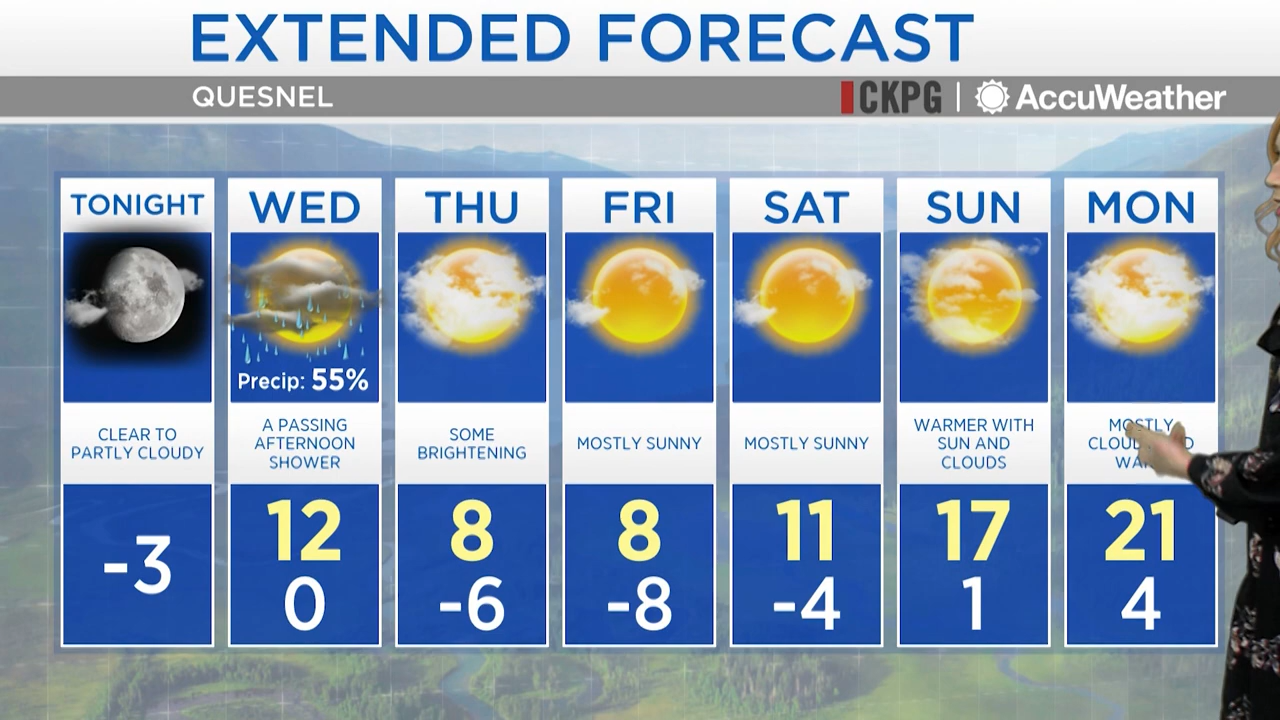 EXTENDED FORECAST
QUESNEL
CKPG | AccuWeather
TONIGHT
CLEAR TO
PARTLY CLOUDY
-3
WED
Precip: 55%
A PASSING
AFTERNOON
SHOWER
12
0
THU
SOME
BRIGHTENING
8
-6
FRI
MOSTLY SUNNY
8
-8
SAT
MOSTLY SUNNY
11
-4
SUN
WARMER WITH
SUN AND
CLOUDS
17
1
MON
MOSTLY
21
4